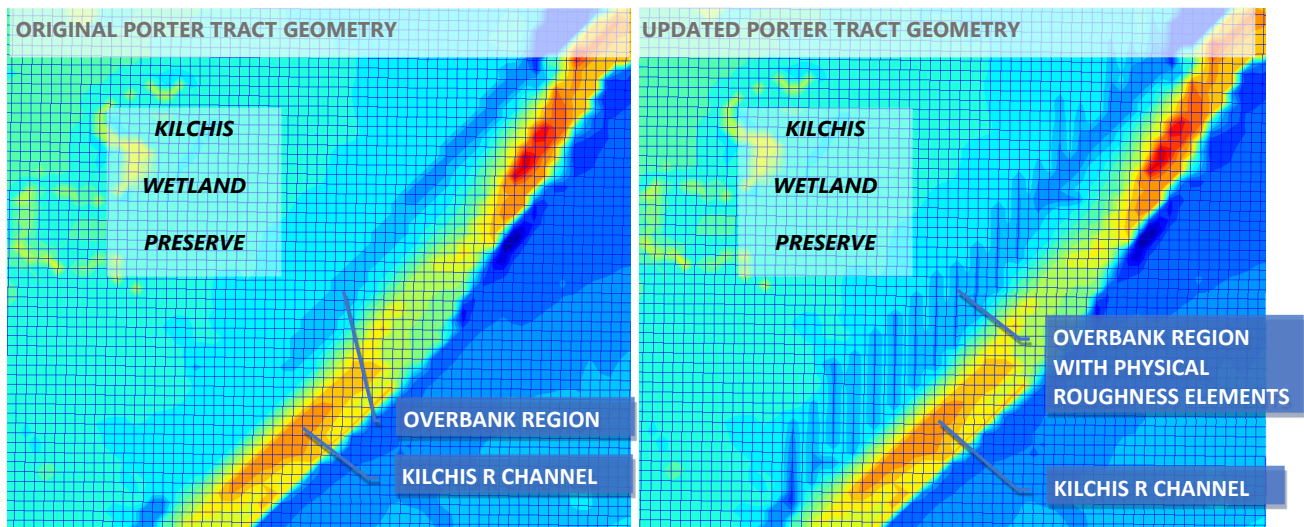 ORIGINAL PORTER TRACT GEOMETRY
KILCHIS
WETLAND
PRESERVE
OVERBANK REGION
KILCHIS R CHANNEL
UPDATED PORTER TRACT GEOMETRY
KILCHIS
WETLAND
PRESERVE
OVERBANK REGION
WITH PHYSICAL
ROUGHNESS ELEMENTS
KILCHIS R CHANNEL